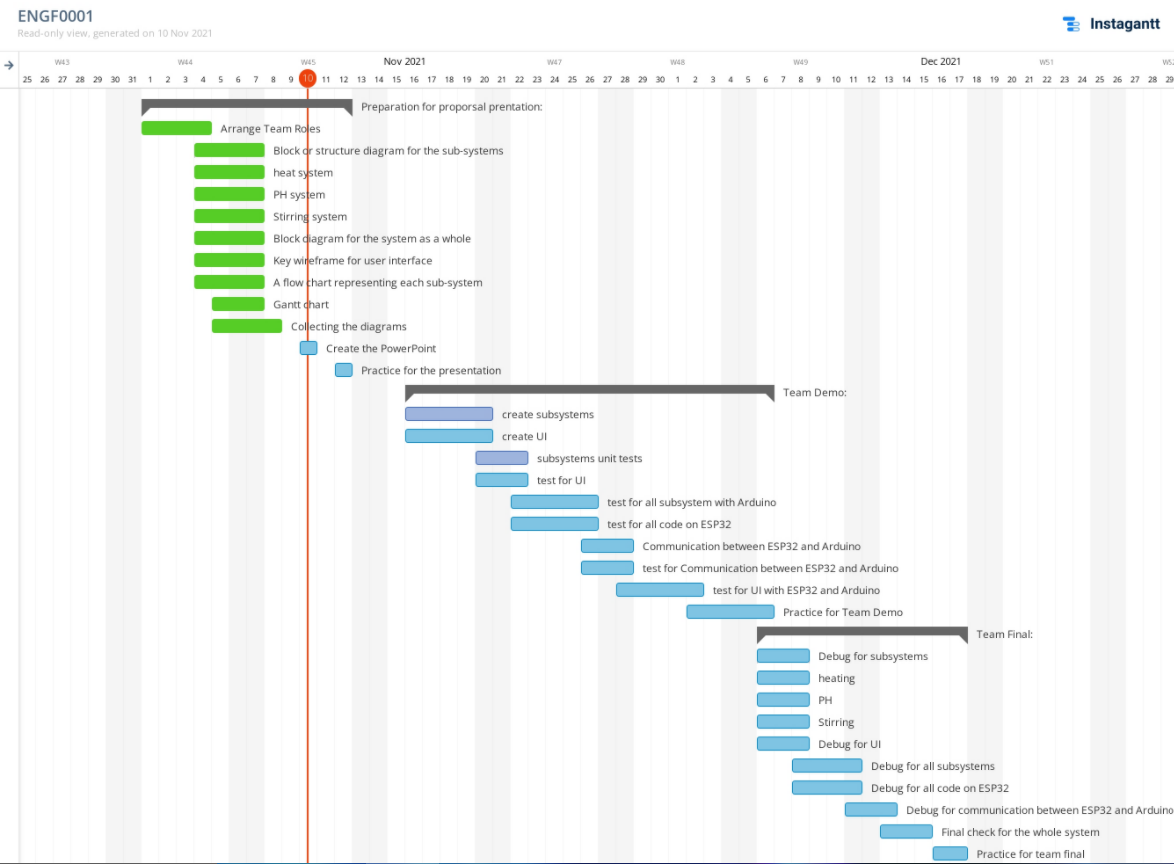 ENGF0001
Read-only view, generated on 10 Nov 2021
Instagantt
W43 W44 W45 Nov 2021 W47 W48 W49 Dec 2021 W51
25 26 27 28 29 30 31 1 2 3 4 5 6 7 8 9 10 11 12 13 14 15 16 17 18 19 20 21 22 23 24 25 26 27 28 29 30 1 2 3 4 5 6 7 8 9 10 11 12 13 14 15 16 17 18 19 20 21 22 23 24 25 26 27 28 29
Preparation for proporsal prentation:
Arrange Team Roles
Block or structure diagram for the sub-systems
heat system
PH system
Stirring system
Block diagram for the system as a whole
Key wireframe for user interface
A flow chart representing each sub-system
Gantt chart
Collecting the diagrams
Create the PowerPoint
Practice for the presentation
Team Demo:
create subsystems
create UI
subsystems unit tests
test for UI
test for all subsystem with Arduino
test for all code on ESP32
Communication between ESP32 and Arduino
test for Communication between ESP32 and Arduino
test for UI with ESP32 and Arduino
Practice for Team Demo
Team Final:
Debug for subsystems
heating
PH
Stirring
Debug for UI
Debug for all subsystems
Debug for all code on ESP32
Debug for communication between ESP32 and Arduino
Final check for the whole system
Practice for team final